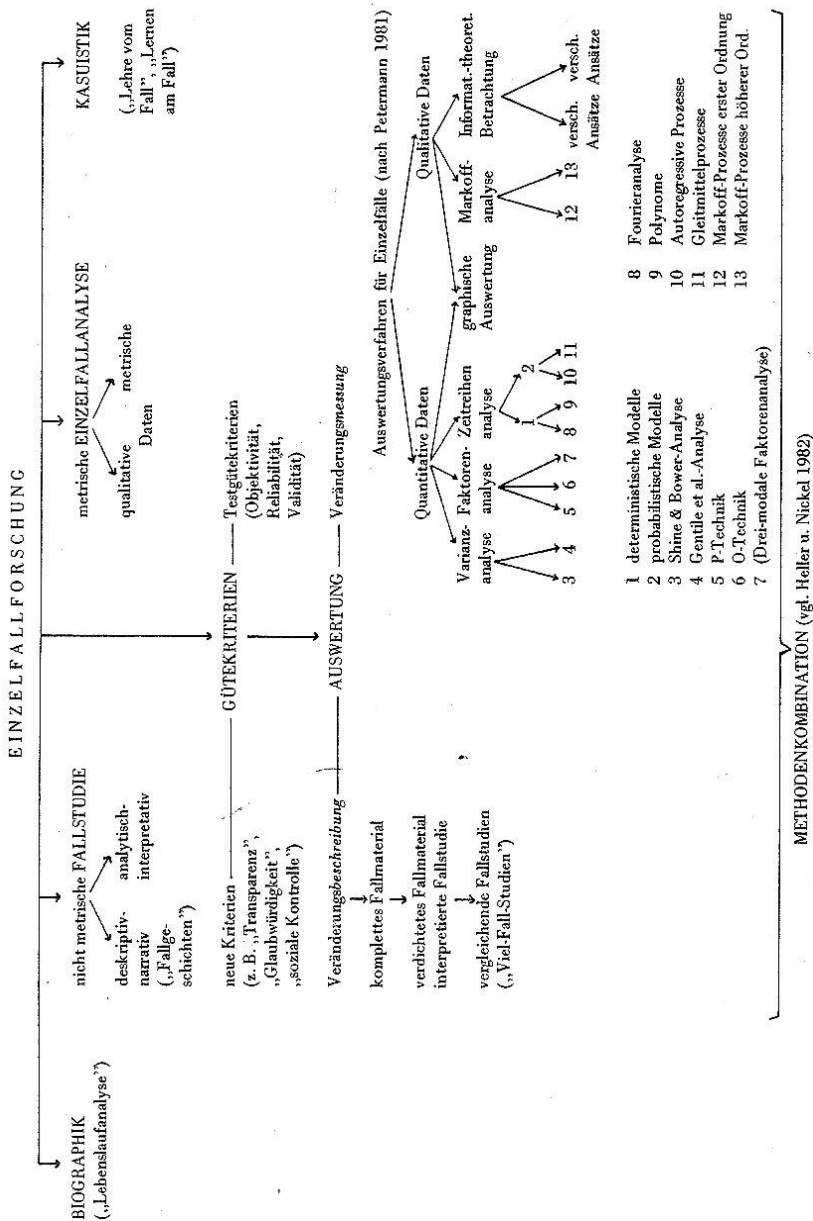 EINZELFALLFORSCHUNG
BIOGRAPHIK
(„Lebenslaufanalyse”)
nicht metrische FALLSTUDIE
deskriptiv-
narrativ
(„Fallge-
schichten”)
analytisch-
interpretativ
metrische EINZELFALLANALYSE
qualitative
metrische
Daten
KASUISTIK
(„Lehre vom
Fall”, „Lernen
am Fall”)
neue Kriterien
(z. B. „Transparenz”,
„Glaubwürdigkeit”,
„soziale Kontrolle”)
GÜTEKRITERIEN
Testgütekriterien
(Objektivität,
Reliabilität,
Validität)
Veränderungsbeschreibung
AUSWERTUNG
Veränderungsmessung
komplettes Fallmaterial
verdichtetes Fallmaterial
interpretierte Fallstudie
vergleichende Fallstudien
(„Viel-Fall-Studien”)
Auswertungsverfahren für Einzelfälle (nach Petermann 1981)
Quantitative Daten
Qualitative Daten
Varianz-
analyse
Faktoren-
analyse
Zeitreihen
analyse
graphische
Auswertung
Markoff-
analyse
Informat.-theoret.
Betrachtung
1 2
3 4 5 6 7 8 9 10 11
12 13
versch.
Ansätze
versch.
Ansätze
1 deterministische Modelle
2 probabilistische Modelle
3 Shine & Bower-Analyse
4 Gentile et al.-Analyse
5 P-Technik
6 O-Technik
7 (Drei-modale Faktorenanalyse)
8 Fourieranalyse
9 Polynome
10 Autoregressive Prozesse
11 Gleitmittelprozesse
12 Markoff-Prozesse erster Ordnung
13 Markoff-Prozesse höherer Ord.
METHODENKOMBINATION (vgl. Heller u. Nickel 1982)